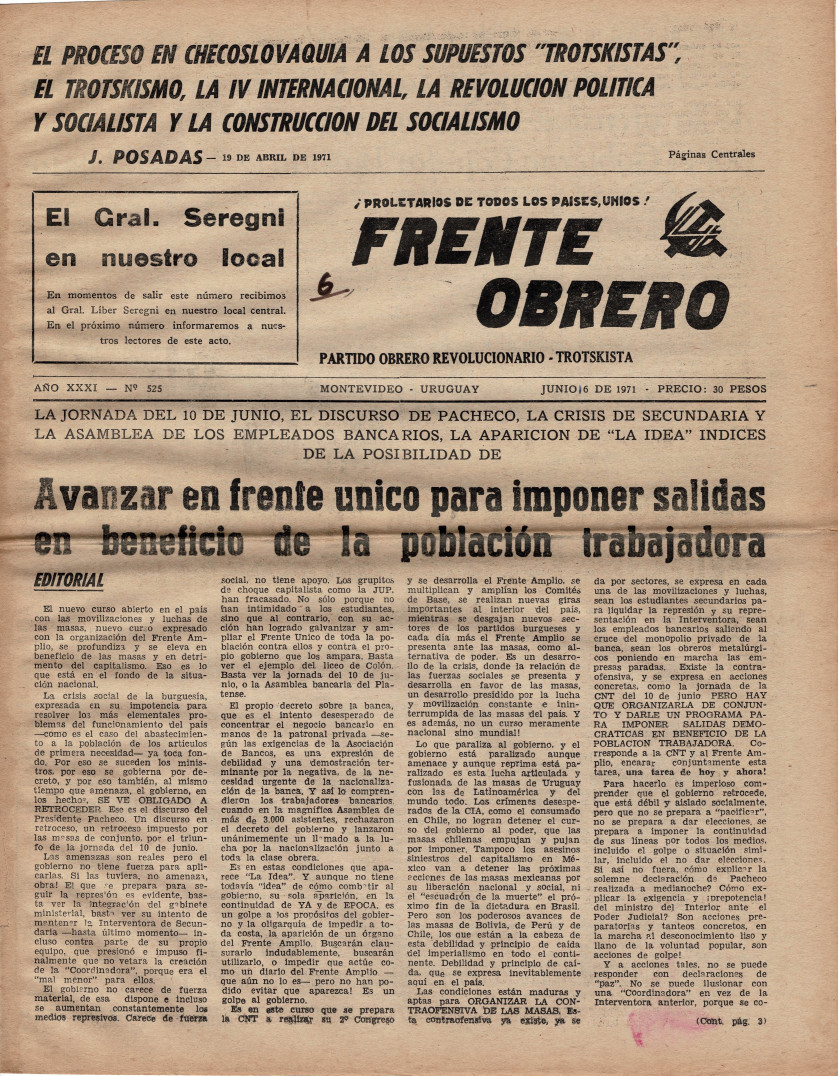 EL PROCESO EN CHECOSLOVAQUIA A LOS SUPUESTOS "TROTSKISTAS",
EL TROTSKISMO, LA IV INTERNACIONAL, LA REVOLUCION POLITICA
Y SOCIALISTA Y LA CONSTRUCCION DEL SOCIALISMO
J. POSADAS — 19 DE ABRIL DE 1971
Páginas Centrales
El Gral. Seregni
en nuestro local
En momentos de salir este número recibimos
al Gral. Liber Seregni en nuestro local central.
En el próximo número informaremos a nues-
tros lectores de este acto.
¡PROLETARIOS DE TODOS LOS PAISES, UNIOS!
FRENTE
OBRERO
6
PARTIDO OBRERO REVOLUCIONARIO - TROTSKISTA
AÑO XXXI — Nº 525
MONTEVIDEO - URUGUAY
JUNIO 16 DE 1971 - PRECIO: 30 PESOS
LA JORNADA DEL 10 DE JUNIO, EL DISCURSO DE PACHECO, LA CRISIS DE SECUNDARIA Y
LA ASAMBLEA DE LOS EMPLEADOS BANCARIOS, LA APARICION DE "LA IDEA" INDICES
DE LA POSIBILIDAD DE
Avanzar en frente unico para imponer salidas
en beneficio de la población trabajadora
EDITORIAL
El nuevo curso abierto en el país
con las movilizaciones y luchas de
las masas, nuevo curso expresado
con la organización del Frente Am-
plio, se profundiza y se eleva en
beneficio de las masas y en detri-
mento del capitalismo. Eso es lo
que está en el fondo de la situa-
ción nacional.
La crisis social de la burguesía,
expresada en su impotencia para
resolver los más elementales pro-
blemas del funcionamiento del país
—como es el caso del abastecimiento
a la población de los artículos
de primera necesidad— ya toca fon-
do. Por eso se suceden los minis-
tros, por eso se gobierna por de-
creto, y por eso también, al mismo
tiempo que amenaza, el gobierno, en
los hechos, SE VE OBLIGADO A
RETROCEDER. Ese es el discurso del
Presidente Pacheco. Un discurso en
retroceso, un retroceso impuesto por
las masas de conjunto, por el triun-
fo de la jornada del 10 de junio.
Las amenazas son reales pero el
gobierno no tiene fuerza para apli-
carlas. Si las tuviera, no amenaza,
obra! El que se prepara para se-
guir la represión es evidente, bas-
ta ver la integración del gabinete
ministerial, basta ver su intento de
mantener la Interventora de Secun-
daria —hasta último momento— in-
cluso contra parte de su propio
equipo, que presionó e impuso fi-
nalmente que no vetara la creación
de la "Coordinadora", porque era el
"mal menor" para ellos.
El gobierno no carece de fuerza
material, de esa dispone e incluso
se aumentan constantemente los
medios represivos. Carece de fuerza
social, no tiene apoyo. Los grupitos
de choque capitalista como la JUP,
han fracasado. No sólo porque no
han intimidado a los estudiantes,
sino que al contrario, con su ac-
ción han logrado galvanizar y am-
pliar el Frente Unico de toda la po-
blación contra ellos y contra el pro-
pio gobierno que los ampara. Basta
ver el ejemplo del liceo de Colón.
Basta ver la jornada del 10 de ju-
nio, o la Asamblea bancaria del Pla-
tense.
El propio decreto sobre la banca,
que es el intento desesperado de
concentrar el negocio bancario en
manos de la patronal privada —se-
gún las exigencias de la Asociación
de Bancos, es una expresión de
debilidad y una demostración ter-
minante por la negativa, de la ne-
cesidad urgente de la nacionaliza-
ción de la banca. Y así lo compren-
dieron los trabajadores bancarios,
cuando en la magnífica Asamblea de
más de 3.000 asistentes, rechazaron
el decreto del gobierno y lanzaron
unánimemente un llamado a la lu-
cha por la nacionalización junto a
toda la clase obrera.
Es en estas condiciones que apa-
rece "La Idea". Y aunque no tiene
todavía "idea" de cómo combatir al
gobierno, su sola aparición, en la
continuidad de YA y de EPOCA, es
un golpe a los propósitos del gobier-
no y la oligarquía de impedir a to-
da costa, la aparición de un órgano
del Frente Amplio. Buscarán clau-
surarlo indudablemente, buscarán
utilizarlo, o impedir que actúe co-
mo un diario del Frente Amplio —
que aún no lo es— pero no han po-
dido evitar que aparezca! Es un
golpe al gobierno.
Es en este curso que se prepara
la CNT a realizar su 2º Congreso
y se desarrolla el Frente Amplio, se
multiplican y amplían los Comités
de Base, se realizan nuevas giras
importantes al interior del país,
mientras se desgajan nuevos sec-
tores de los partidos burgueses y
cada día más el Frente Amplio se
presenta ante las masas, como al-
ternativa de poder. Es un desarro-
llo de la crisis, donde la relación de
las fuerzas sociales se presenta y
desarrolla en favor de las masas,
un desarrollo presidido por la lucha
y movilización constante e inin-
terrumpida de las masas del país. Y
es además, no un curso meramente
nacional sino mundial!
Lo que paraliza al gobierno, y el
gobierno está paralizado aunque
amenace y aunque reprima está pa-
ralizado es esta lucha articulada y
fusionada de las masas de Uruguay
con las de Latinoamérica y del
mundo todo. Los crímenes desespe-
rados de la CIA, como el consumado
en Chile, no logran detener el cur-
so del gobierno al poder, que las
masas chilenas empujan y pujan
por imponer. Tampoco los asesinos
siniestros del capitalismo en Mé-
xico van a detener las próximas
eclosiones de las masas mexicanas
por su liberación nacional y social, ni
el "escuadrón de la muerte" el pró-
ximo fin de la dictadura en Brasil.
Pero son los poderosos avances de
las masas de Bolivia, de Perú y de
Chile, los que están a la cabeza de
esta debilidad y principio de caída
del imperialismo en todo el conti-
nente. Debilidad y principio de caí-
da, que se expresa inevitablemente
aquí en el país.
Las condiciones están maduras y
aptas para ORGANIZAR LA CON-
TRAOFENSIVA DE LAS MASAS. Es-
ta contraofensiva ya existe, ya se
da por sectores, se expresa en cada
una de las movilizaciones y luchas,
sean los estudiantes secundarios pa-
ra liquidar la represión y su repre-
sentación en la Interventora, sean
los empleados bancarios saliendo al
cruce del monopolio privado de la
banca, sean los obreros metalúrgi-
cos poniendo en marcha las em-
presas paradas. Existe la contra-
ofensiva, y se expresa en acciones
concretas, como la jornada de la
CNT del 10 de junio PERO HAY
QUE ORGANIZARLA DE CONJUN-
TO Y DARLE UN PROGRAMA PA-
RA IMPONER SALIDAS DEMO-
CRATICAS EN BENEFICIO DE LA
POBLACION TRABAJADORA. Co-
rresponde a la CNT y al Frente Am-
plio, encarar conjuntamente esta
tarea, una tarea de hoy y ahora!
Para hacerlo es imperioso com-
prender que el gobierno retrocede,
que está débil y aislado socialmente,
pero que no se prepara a "pacificar",
no se prepara a dar elecciones, se
prepara a imponer la continuidad
de sus líneas por todos los medios,
incluido el golpe o situación simi-
lar, incluido el no dar elecciones.
Si así no fuera, cómo explicar la
solemne declaración de Pacheco
realizada a medianoche? Cómo ex-
plicar la exigencia y prepotencia
del ministro del Interior ante el
Poder Judicial? Son acciones pre-
paratorias y tanteos concretos, en
la marcha al desconocimiento liso y
llano de la voluntad popular, son
acciones de golpe!
Y a acciones tales, no se puede
responder con declaraciones de
"paz". No se puede ilusionar con
una "Coordinadora" en vez de la
Interventora anterior, porque se co-
(Cont. pág. 3)